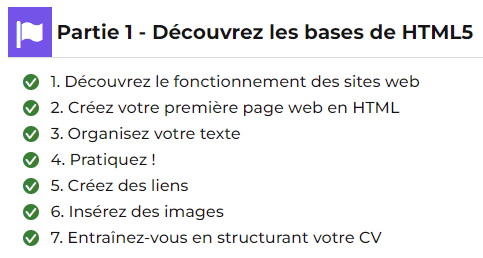 Partie 1 - Découvrez les bases de HTML5
1. Découvrez le fonctionnement des sites web
2. Créez votre première page web en HTML
3. Organisez votre texte
4. Pratiquez !
5. Créez des liens
6. Insérez des images
7. Entraînez-vous en structurant votre CV